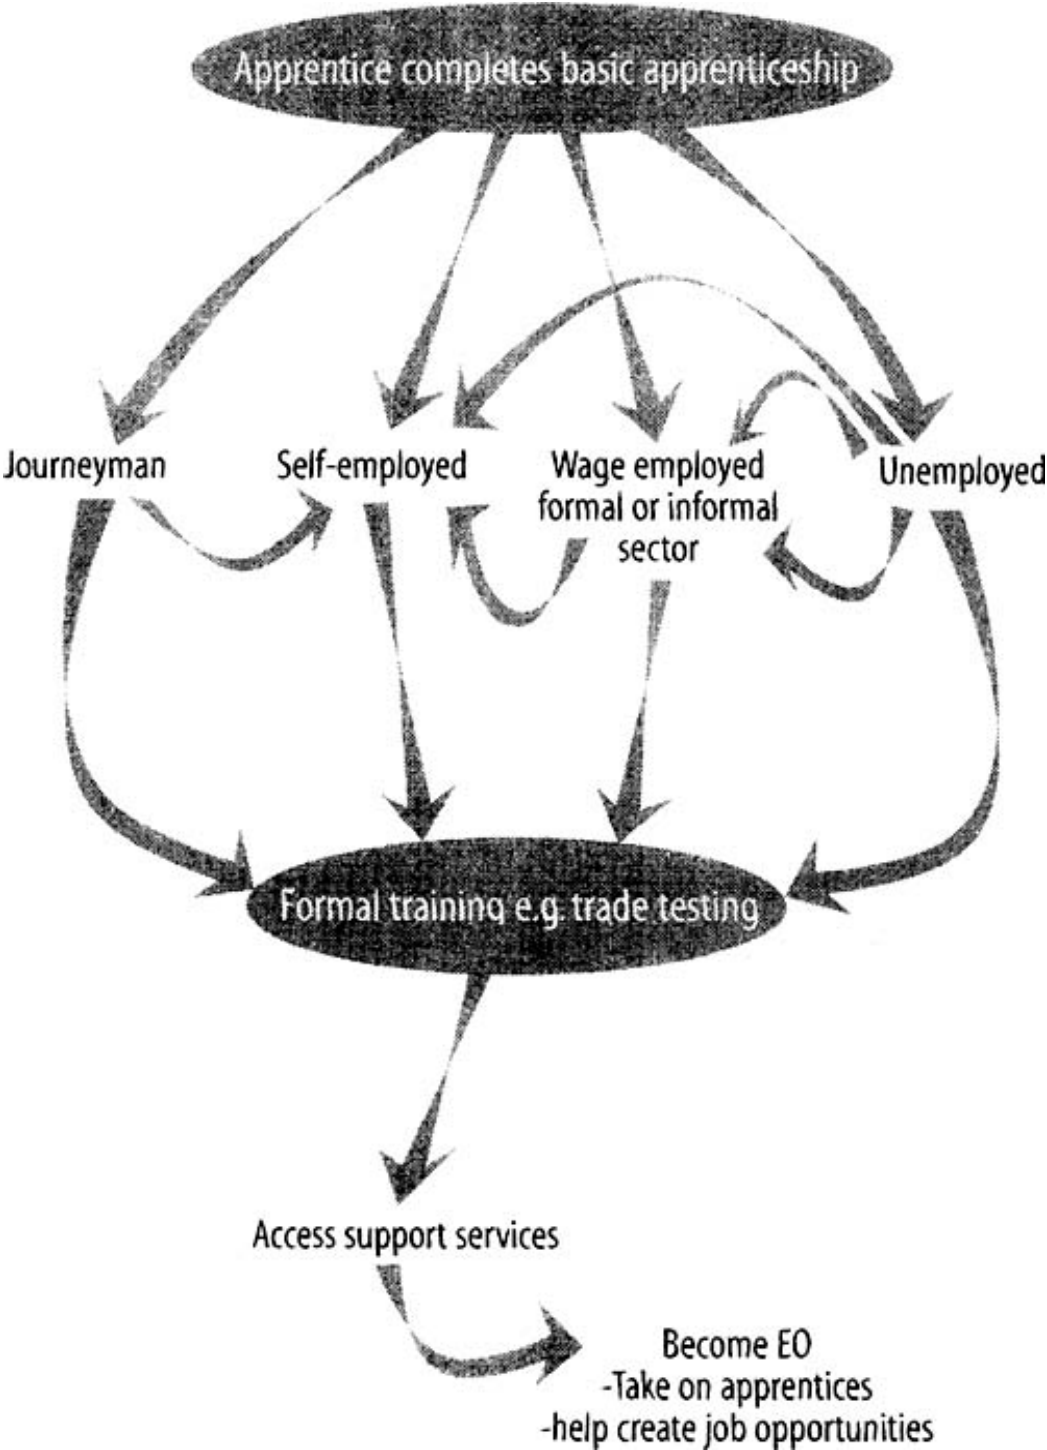 Apprentice completes basic apprenticeship
Journeyman
Self-employed
Wage employed
formal or informal
sector
Unemployed
Formal training e.g. trade testing
Access support services
Become EO
-Take on apprentices
-help create job opportunities